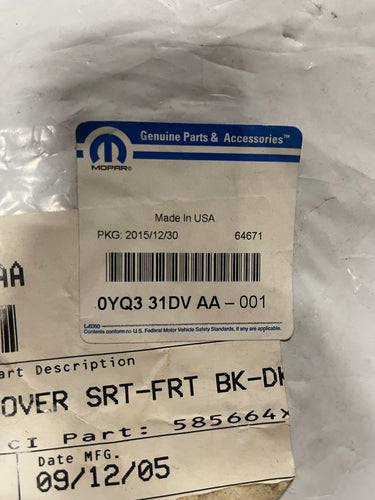 Genuine Parts & Accessories™
MOPAR®
Made In USA
PKG: 2015/12/30 64671
0YQ3 31DV AA – 001
L-6060
Contents conform to U.S. Federal Motor Vehicle Safety Standards, if any are applicable.
AA
art Description
OVER SRT-FRT BK-DK
CI Part: 585664X
Date MFG.
09/12/05